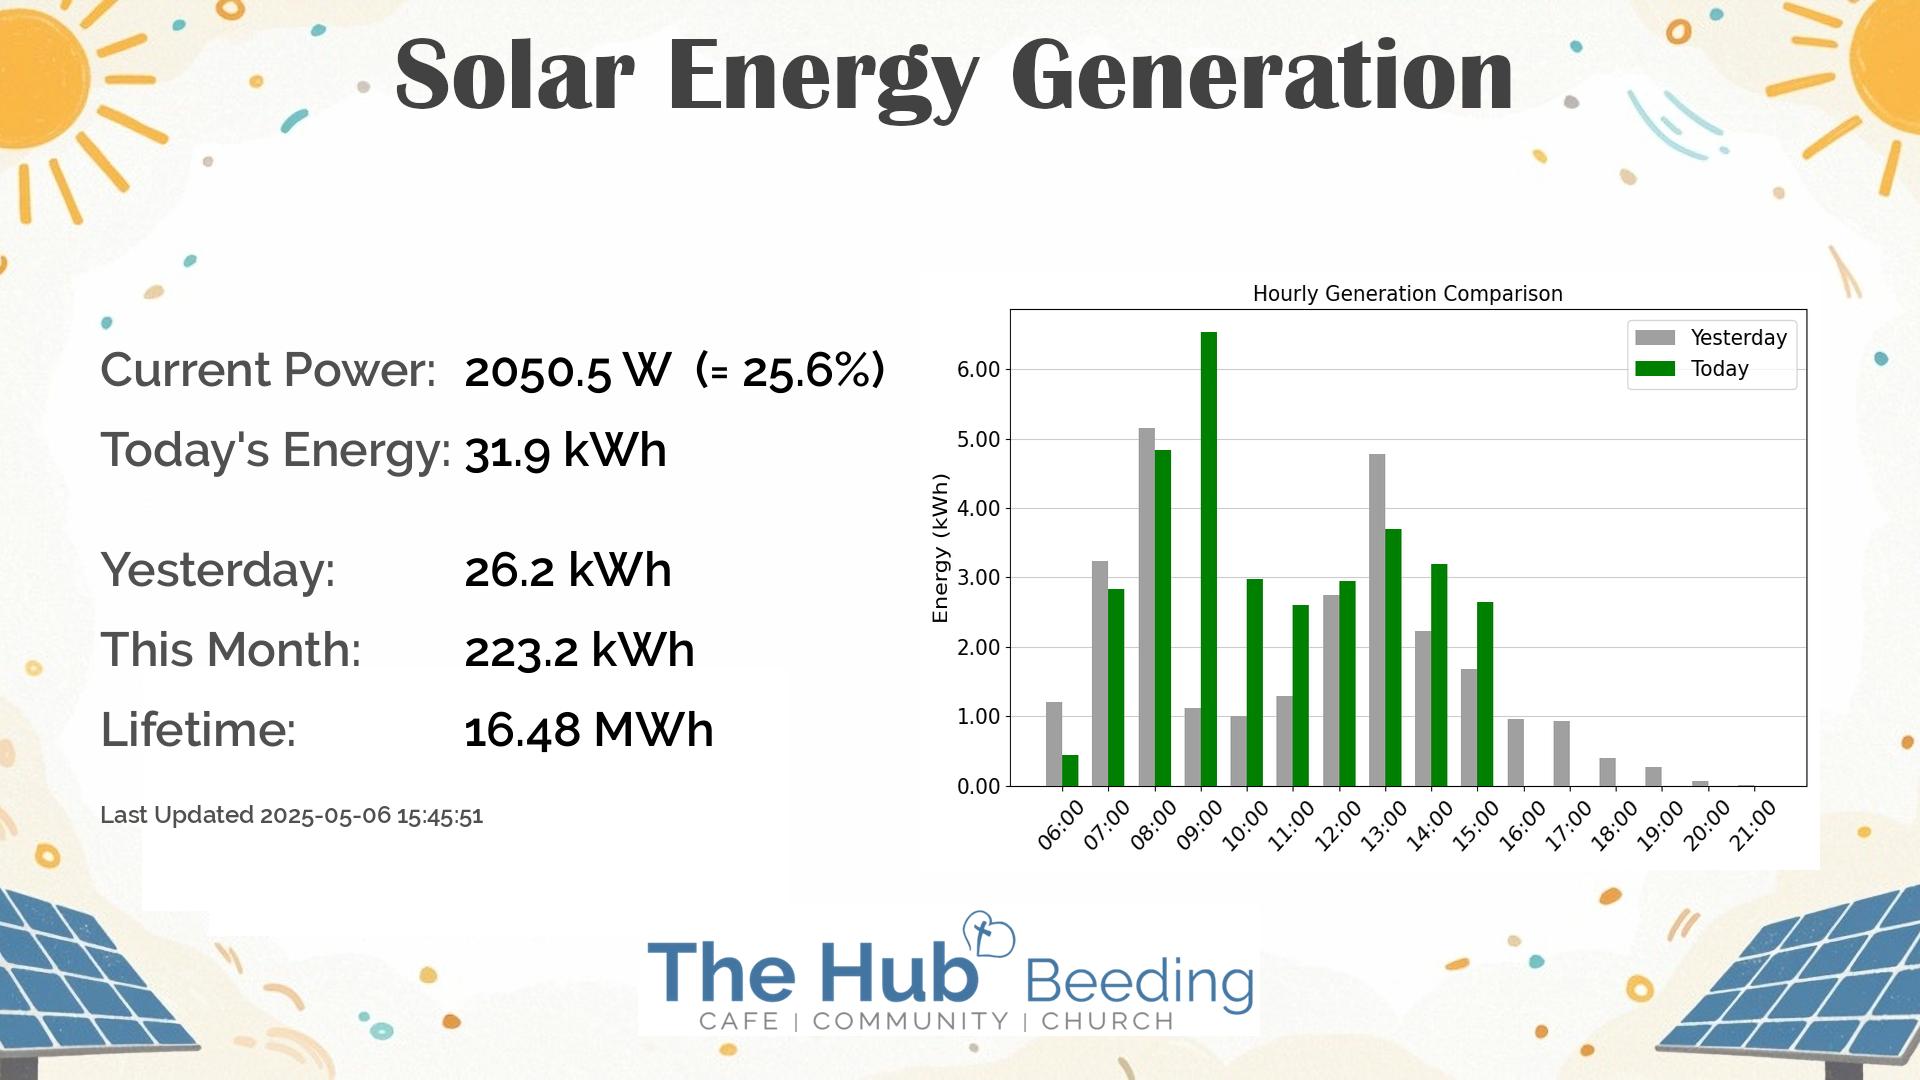 Solar Energy Generation
Current Power: 2050.5 W (= 25.6%)
Today's Energy: 31.9 kWh
Yesterday: 26.2 kWh
This Month: 223.2 kWh
Lifetime: 16.48 MWh
Last Updated 2025-05-06 15:45:51
Hourly Generation Comparison
Yesterday
Today
Energy (kWh)
6.00
5.00
4.00
3.00
2.00
1.00
0.00
06:00 07:00 08:00 09:00 10:00 11:00 12:00 13:00 14:00 15:00 16:00 17:00 18:00 19:00 20:00 21:00
The Hub Beeding
CAFE | COMMUNITY | CHURCH